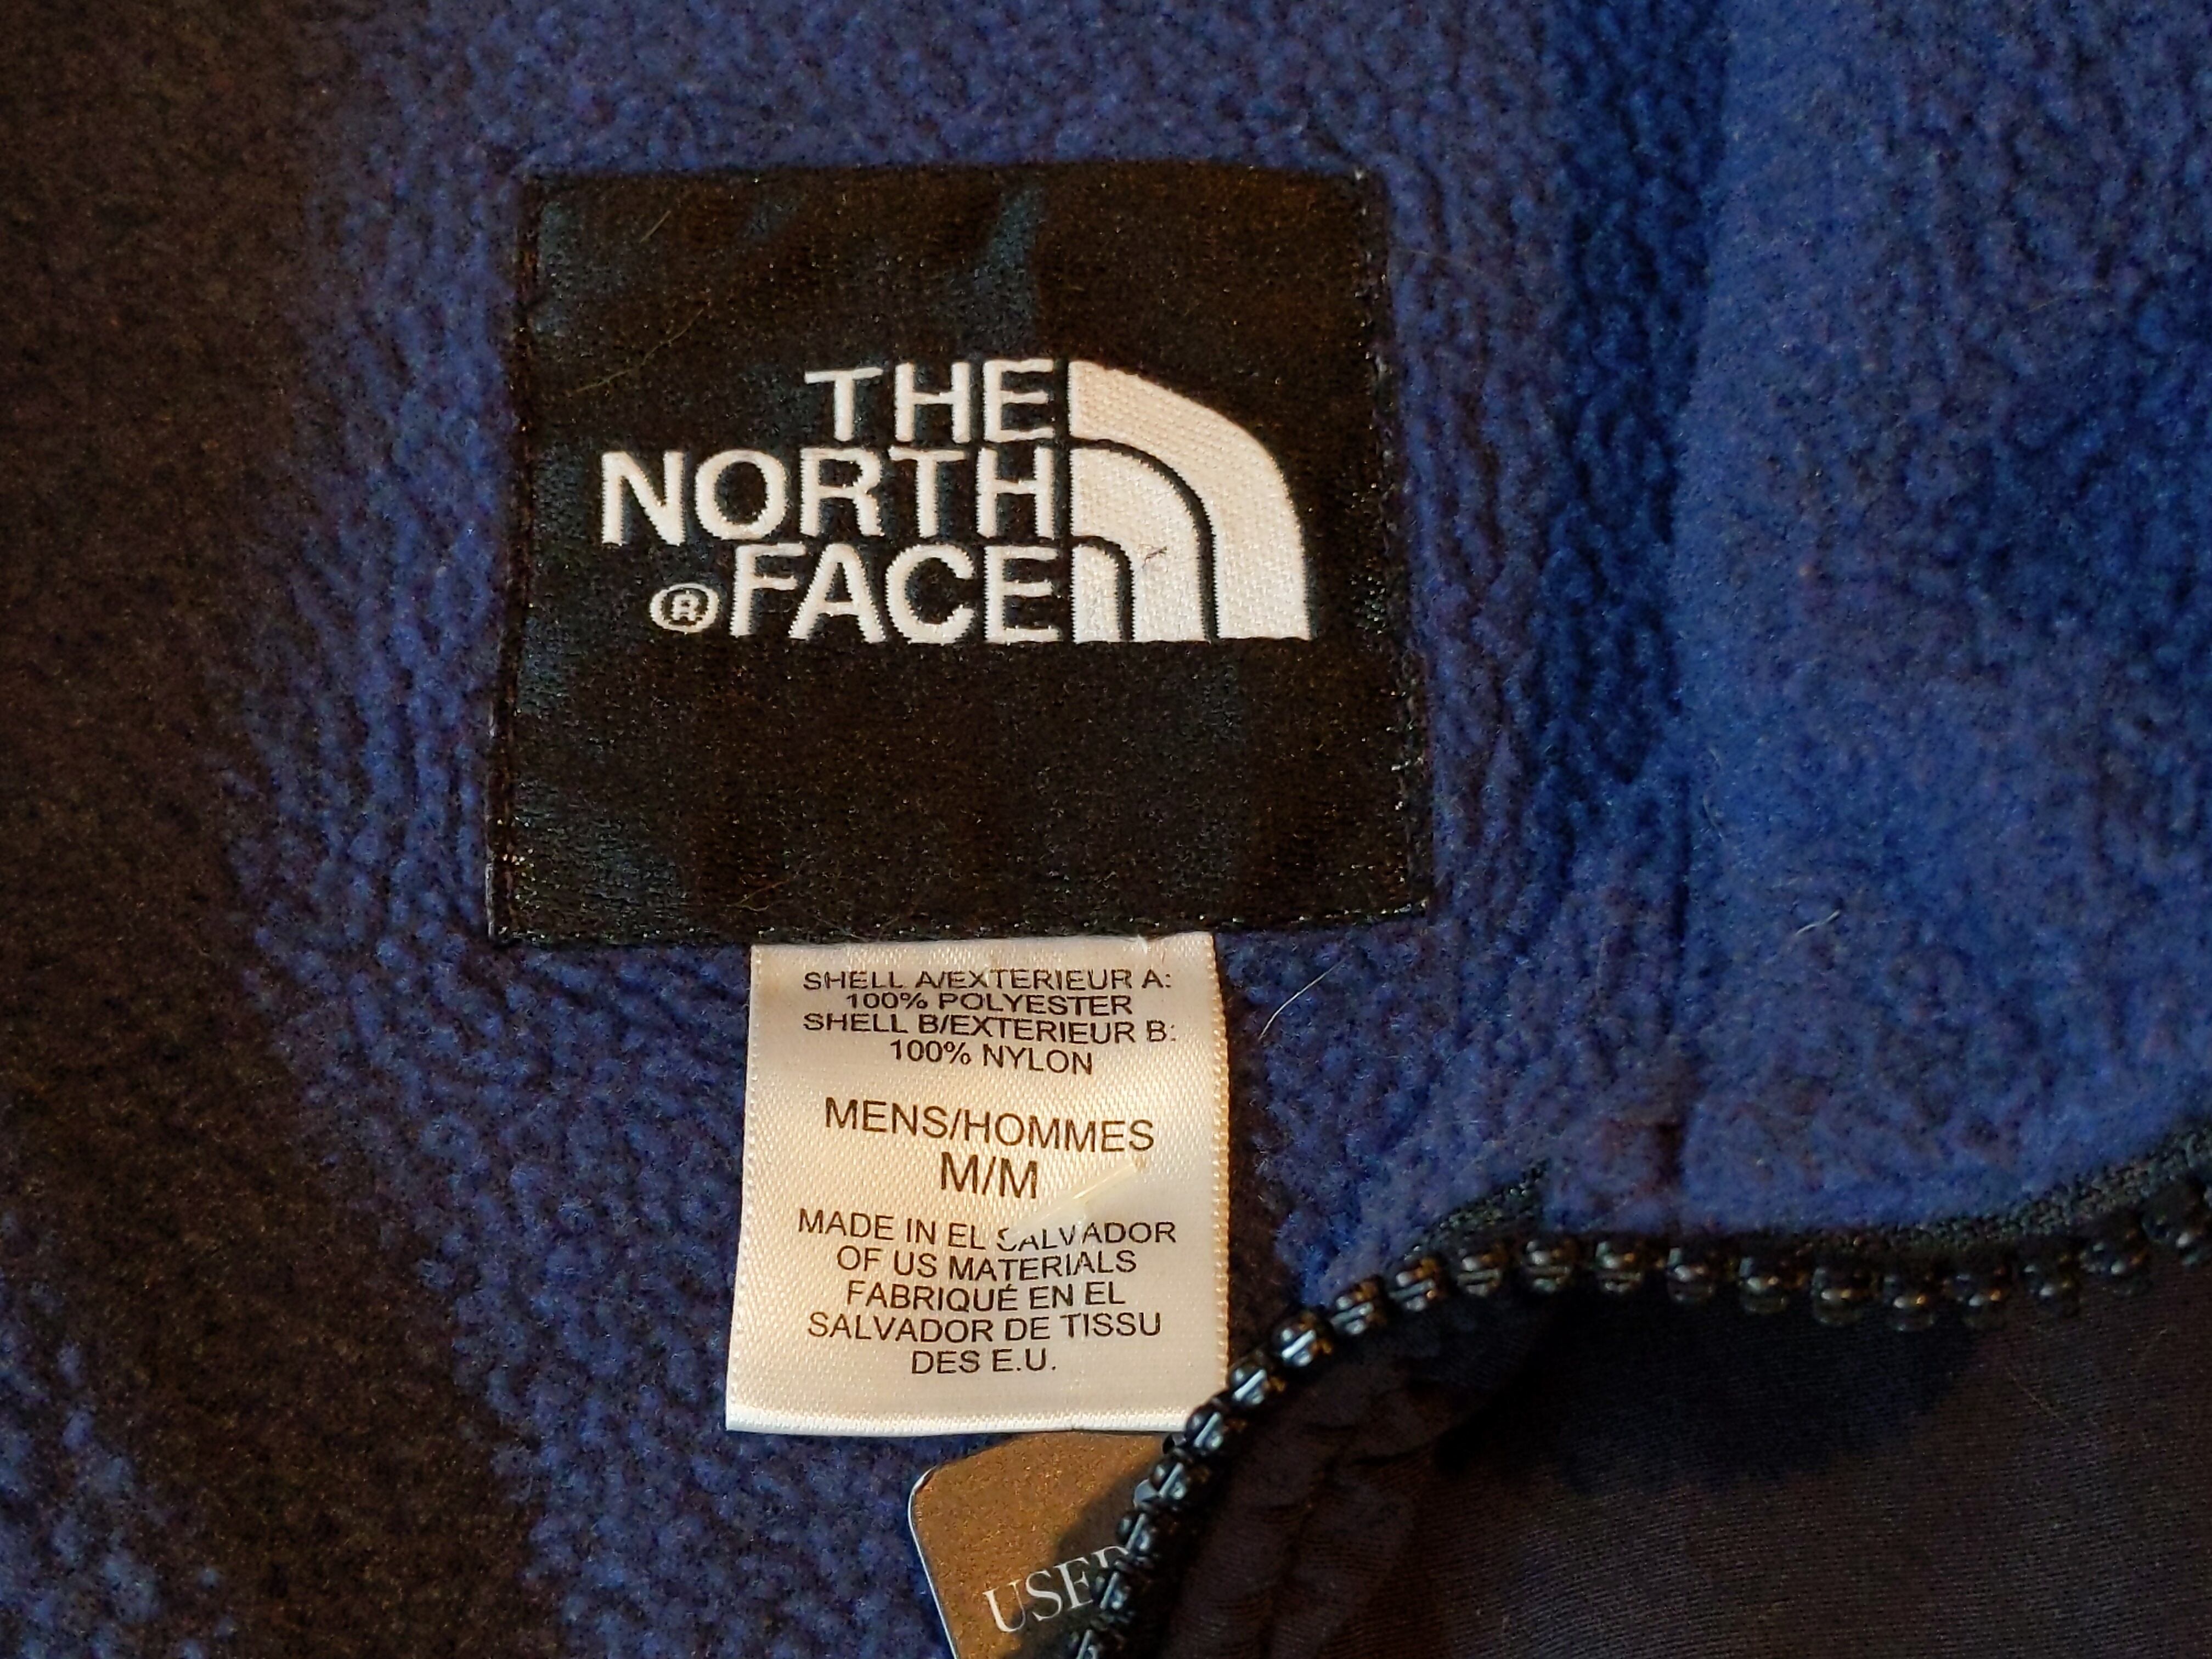 THE
NORTH
®FACE
SHELL A/EXTERIEUR A:
100% POLYESTER
SHELL B/EXTERIEUR B:
100% NYLON
MENS/HOMMES
M/M
MADE IN EL SALVADOR
OF US MATERIALS
FABRIQUÉ EN EL
SALVADOR DE TISSU
DES E.U.
USED